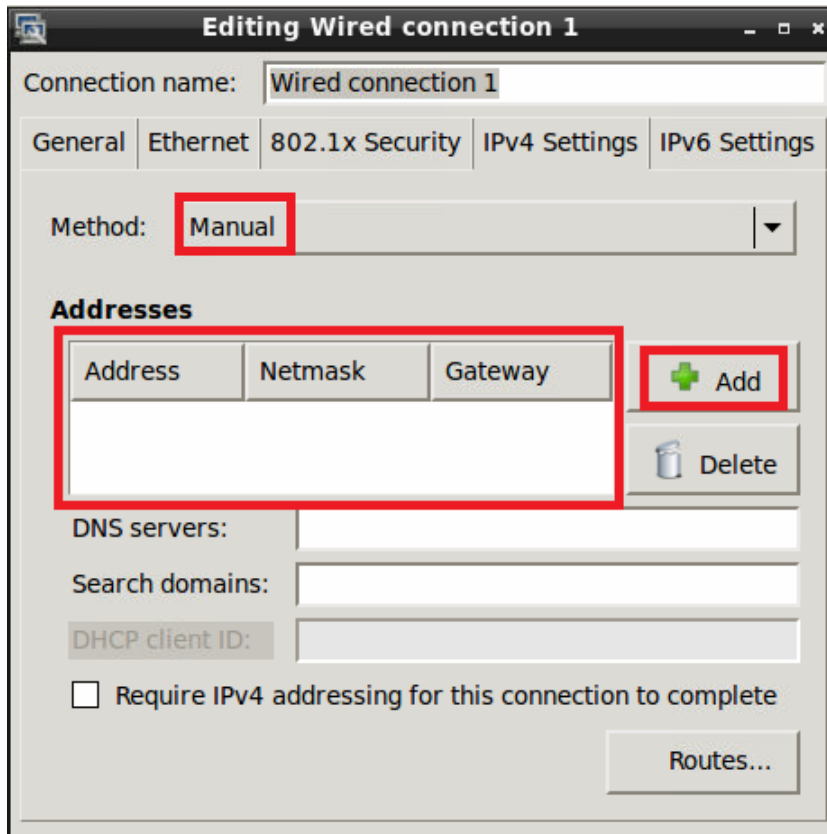 Editing Wired connection 1
Connection name: Wired connection 1
General Ethernet 802.1x Security IPv4 Settings IPv6 Settings
Method: Manual
Addresses
Address Netmask Gateway
Add
Delete
DNS servers:
Search domains:
DHCP client ID:
Require IPv4 addressing for this connection to complete
Routes...